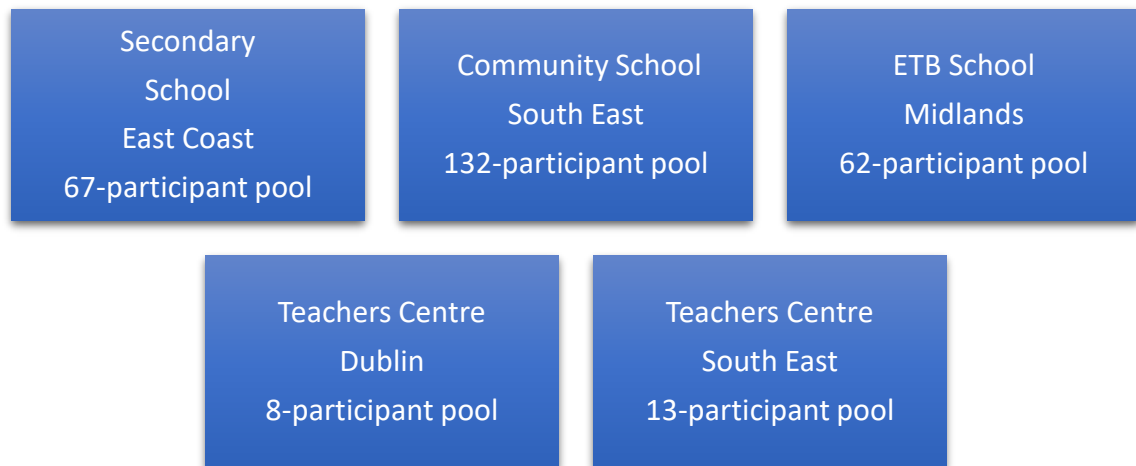 Secondary
School
East Coast
67-participant pool
Community School
South East
132-participant pool
ETB School
Midlands
62-participant pool
Teachers Centre
Dublin
8-participant pool
Teachers Centre
South East
13-participant pool